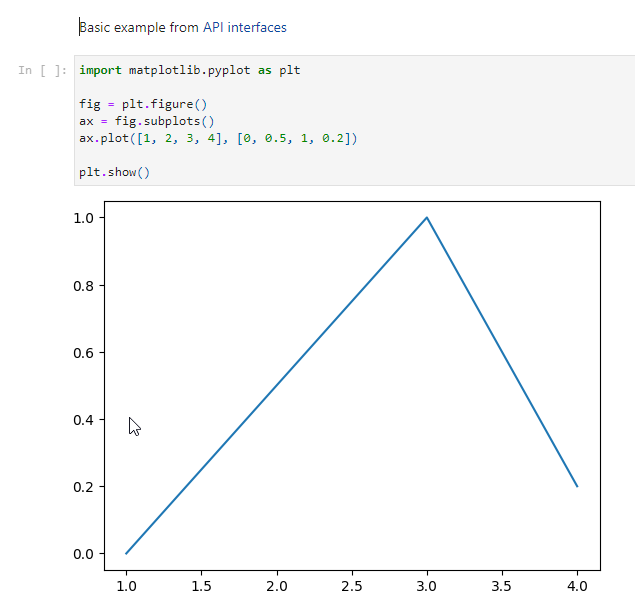 Basic example from API interfaces
In [ ]: import matplotlib.pyplot as plt
fig = plt.figure()
ax = fig.subplots()
ax.plot([1, 2, 3, 4], [0, 0.5, 1, 0.2])
plt.show()
1.0
0.8
0.6
0.4
0.2
0.0
1.0 1.5 2.0 2.5 3.0 3.5 4.0